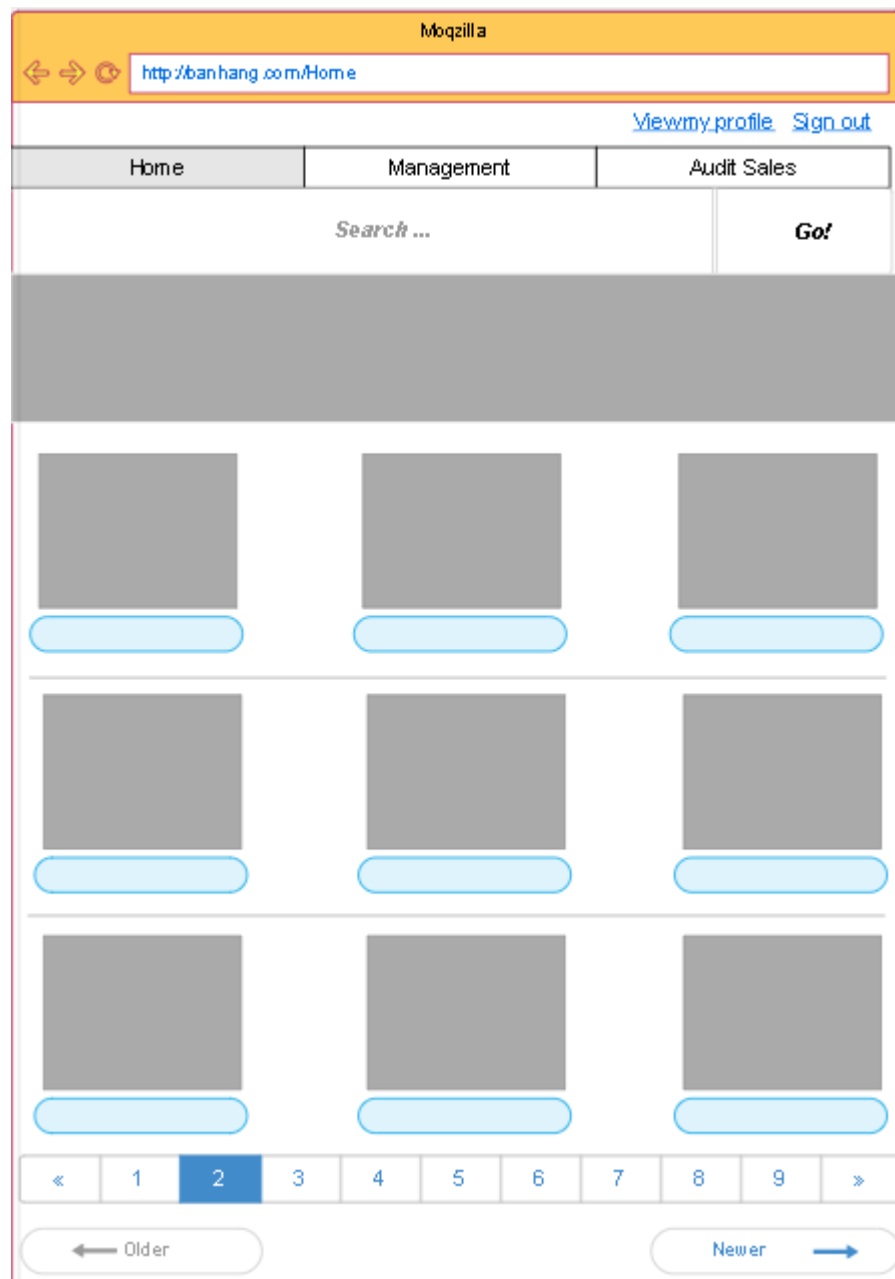 Moqzilla
http://banhang.com/Home
Viewmy profile Sign out
Home Management Audit Sales
Search ... Go!
« 1 2 3 4 5 6 7 8 9 »
Older Newer